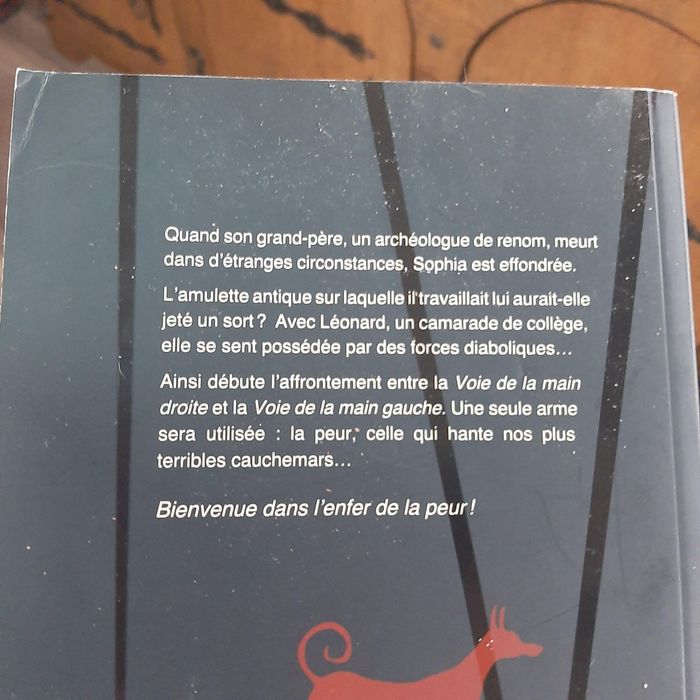 Quand son grand-père, un archéologue de renom, meurt
dans d'étranges circonstances, Sophia est effondrée.
L'amulette antique sur laquelle il travaillait lui aurait-elle
jeté un sort ? Avec Léonard, un camarade de collège,
elle se sent possédée par des forces diaboliques...
Ainsi débute l'affrontement entre la Voie de la main
droite et la Voie de la main gauche. Une seule arme
sera utilisée : la peur, celle qui hante nos plus
terribles cauchemars...
Bienvenue dans l'enfer de la peur !